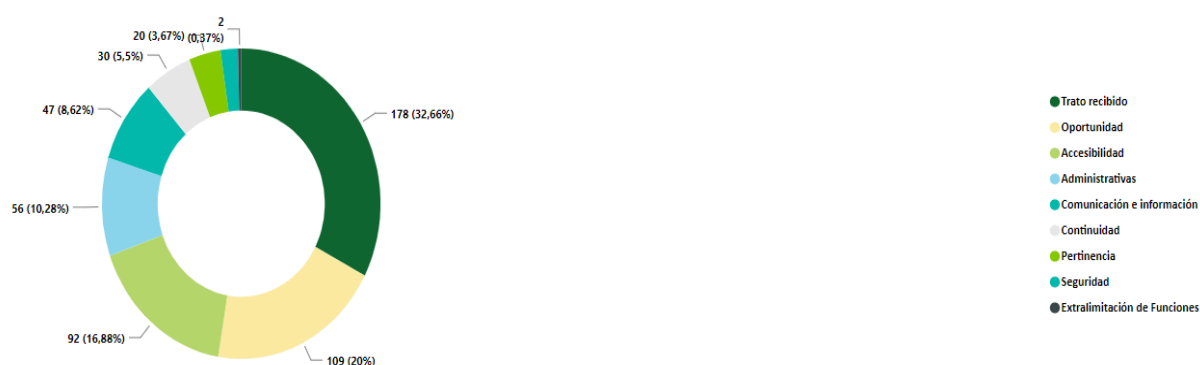 2
20 (3,67%)
(0,37%)
30 (5,5%)
47 (8,62%)
178 (32,66%)
56 (10,28%)
92 (16,88%)
109 (20%)
Trato recibido
Oportunidad
Accesibilidad
Administrativas
Comunicación e información
Continuidad
Pertinencia
Seguridad
Extralimitación de Funciones